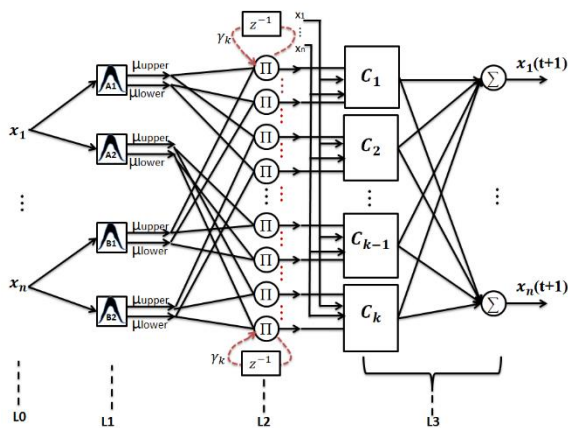 z⁻¹
γₖ
x₁
⋮
xₙ
μupper
A1
μlower
Π
C₁
Σ
x₁(t+1)
Π
x₁
μupper
A2
μlower
Π
C₂
Π
⋮
⋮
⋮
μupper
B1
μlower
Π
Cₖ₋₁
Π
xₙ
μupper
B2
μlower
Π
Cₖ
Σ
xₙ(t+1)
Π
γₖ
z⁻¹
L0
L1
L2
L3